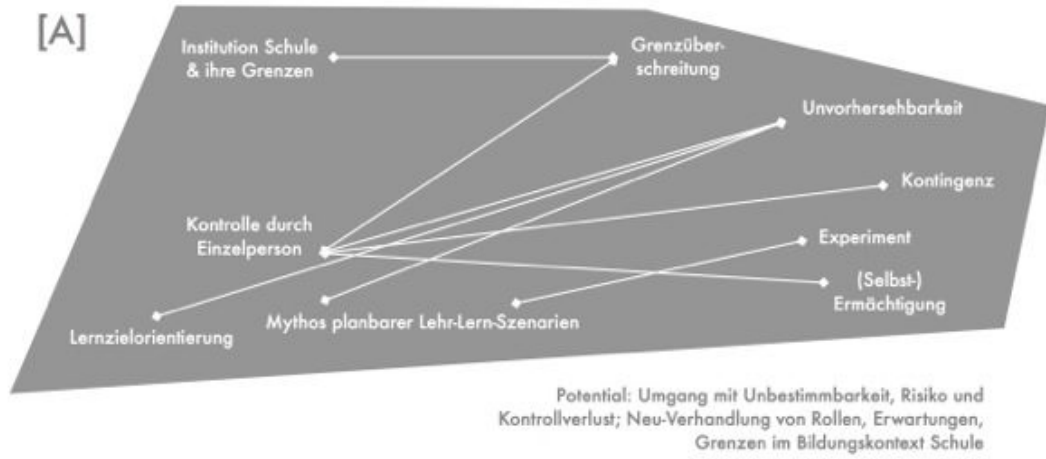 [A]
Institution Schule
& ihre Grenzen
Grenzüber-
schreitung
Unvorhersehbarkeit
Kontingenz
Kontrolle durch
Einzelperson
Experiment
(Selbst-)
Ermächtigung
Mythos planbarer Lehr-Lern-Szenarien
Lernzielorientierung
Potential: Umgang mit Unbestimmbarkeit, Risiko und
Kontrollverlust; Neu-Verhandlung von Rollen, Erwartungen,
Grenzen im Bildungskontext Schule